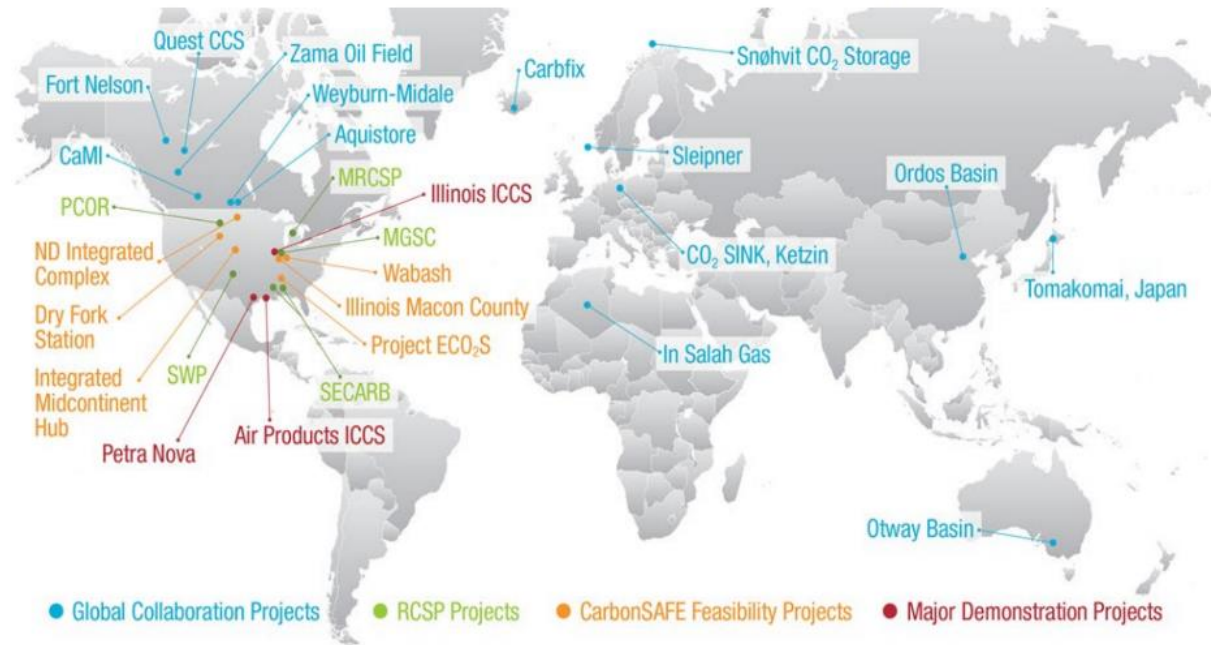 Quest CCS
Zama Oil Field
Fort Nelson
Weyburn-Midale
CaMI
Aquistore
MRCSP
PCOR
Illinois ICCS
MGSC
ND Integrated
Complex
Wabash
Dry Fork
Station
Illinois Macon County
SWP
Project ECO₂S
Integrated
Midcontinent
Hub
SECARB
Petra Nova
Air Products ICCS
Carbfix
Snøhvit CO₂ Storage
Sleipner
Ordos Basin
CO₂ SINK, Ketzin
Tomakomai, Japan
In Salah Gas
Otway Basin
Global Collaboration Projects
RCSP Projects
CarbonSAFE Feasibility Projects
Major Demonstration Projects